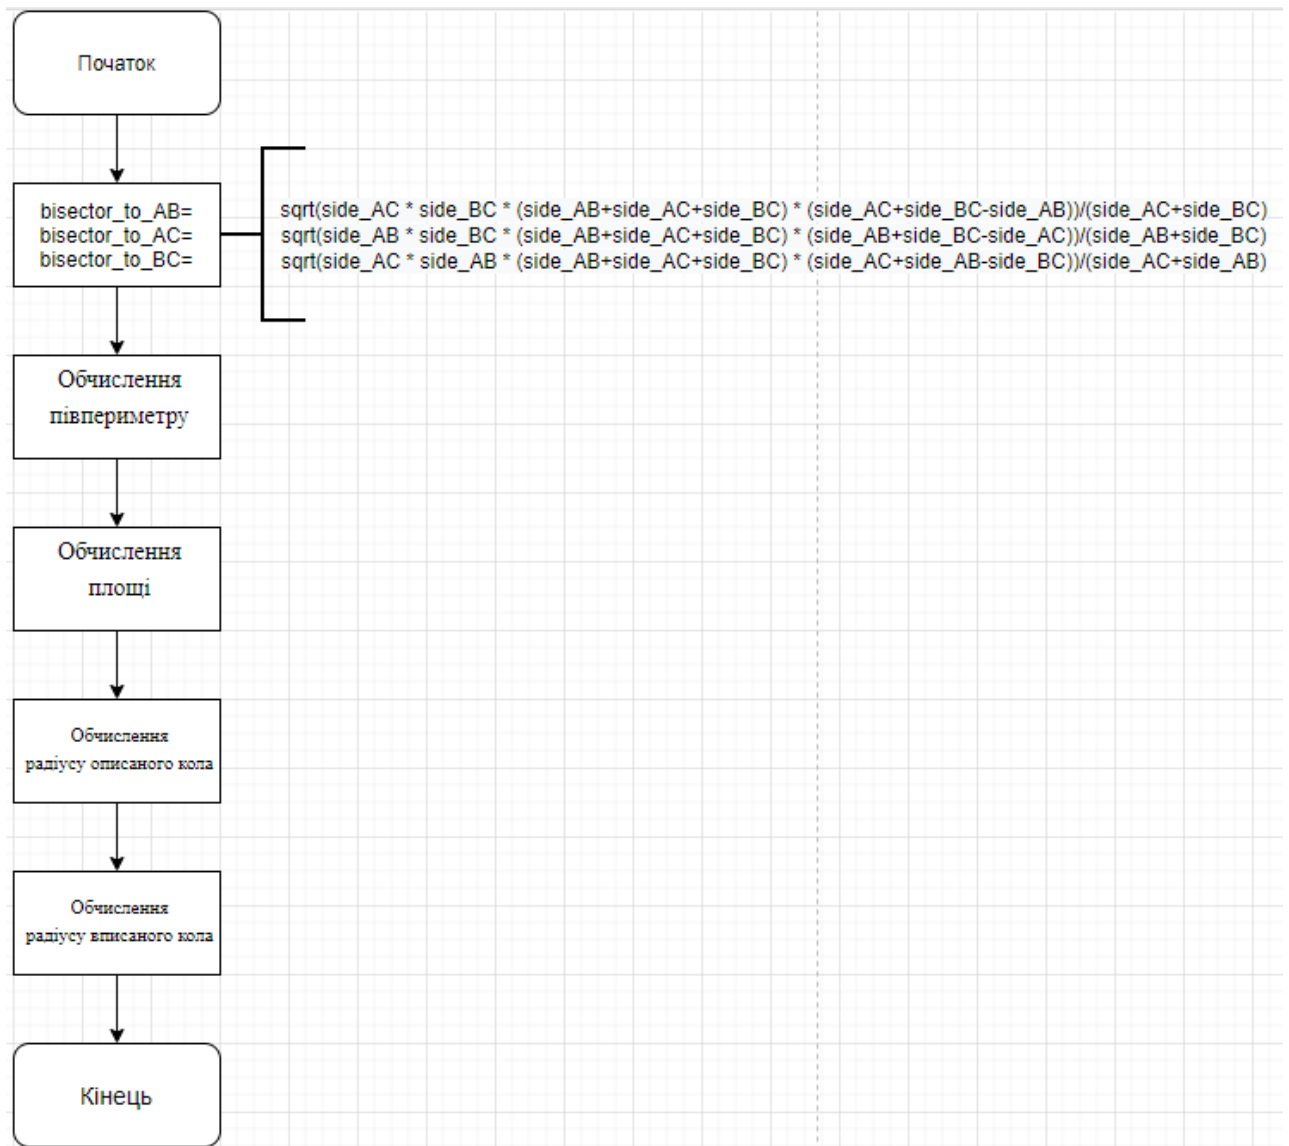 Початок
bisector_to_AB=
bisector_to_AC=
bisector_to_BC=
sqrt(side_AC * side_BC * (side_AB+side_AC+side_BC) * (side_AC+side_BC-side_AB))/(side_AC+side_BC)
sqrt(side_AB * side_BC * (side_AB+side_AC+side_BC) * (side_AB+side_BC-side_AC))/(side_AB+side_BC)
sqrt(side_AC * side_AB * (side_AB+side_AC+side_BC) * (side_AC+side_AB-side_BC))/(side_AC+side_AB)
Обчислення
півпериметру
Обчислення
площі
Обчислення
радіусу описаного кола
Обчислення
радіусу вписаного кола
Кінець